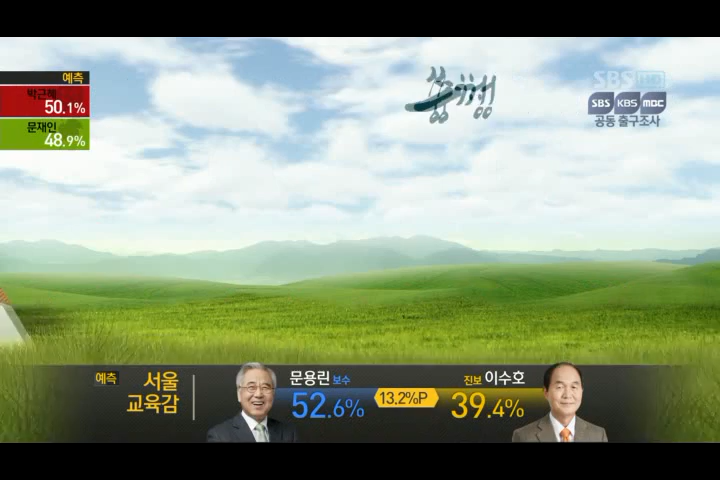 예측
박근혜
50.1%
문재인
48.9%
SBS HD
SBS KBS MBC
공동 출구조사
예측
서울
교육감
문용린 보수
52.6%
13.2%P
진보 이수호
39.4%